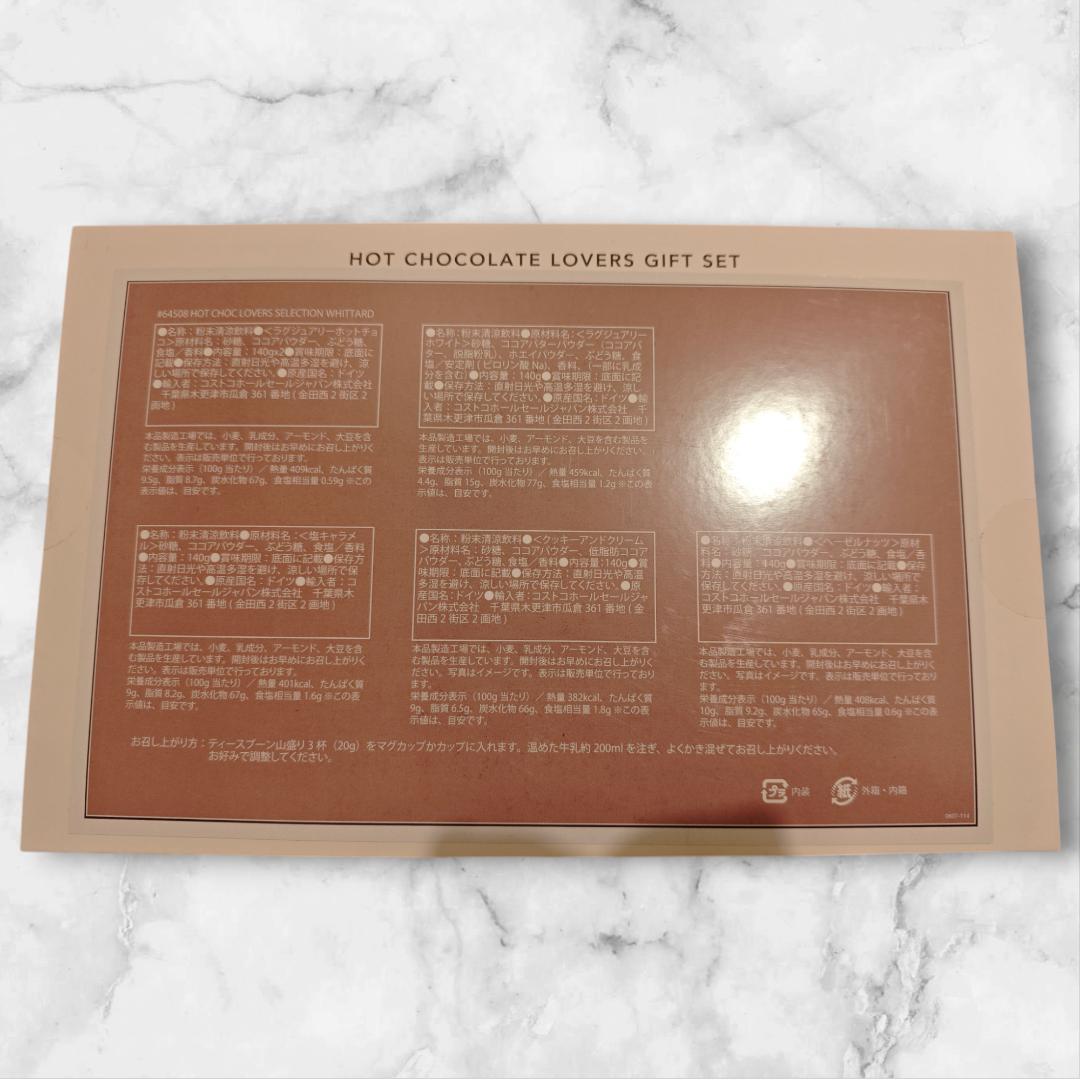 HOT CHOCOLATE LOVERS GIFT SET
#64508 HOT CHOC LOVERS SELECTION WHITTARD
●名称：粉末清涼飲料●＜ラグジュアリーホットチョ
コ＞原材料名：砂糖、ココアパウダー、ぶどう糖、
食塩／香料●内容量：140gx2●賞味期限：底面に
記載●保存方法：直射日光や高温多湿を避け、涼
しい場所で保存してください。●原産国名：ドイツ
●輸入者：コストコホールセールジャパン株式会社
千葉県木更津市瓜倉 361 番地 ( 金田西 2 街区 2
画地 )
本品製造工場では、小麦、乳成分、アーモンド、大豆を含
む製品を生産しています。開封後はお早めにお召し上がりく
ださい。表示は販売単位で行っております。
栄養成分表示（100g 当たり）／ 熱量 409kcal、たんぱく質
9.5g、脂質 8.7g、炭水化物 67g、食塩相当量 0.59g ※この
表示値は、目安です。
●名称：粉末清涼飲料●原材料名：＜ラグジュアリー
ホワイト＞砂糖、ココアバターパウダー（ココアバ
ター、脱脂粉乳）、ホエイパウダー、ぶどう糖、食
塩／安定剤 ( ピロリン酸 Na)、香料、（一部に乳成
分を含む）●内容量：140g●賞味期限：底面に記
載●保存方法：直射日光や高温多湿を避け、涼し
い場所で保存してください。●原産国名：ドイツ●輸
入者：コストコホールセールジャパン株式会社　千
葉県木更津市瓜倉 361 番地 ( 金田西 2 街区 2 画地 )
本品製造工場では、小麦、乳成分、アーモンド、大豆を含む製品を
生産しています。開封後はお早めにお召し上がりください。
表示は販売単位で行っております。
栄養成分表示（100g 当たり）／ 熱量 459kcal、たんぱく質
4.4g、脂質 15g、炭水化物 77g、食塩相当量 1.2g ※この表
示値は、目安です。
●名称：粉末清涼飲料●原材料名：＜塩キャラメ
ル＞砂糖、ココアパウダー、ぶどう糖、食塩／香料
●内容量：140g●賞味期限：底面に記載●保存方
法：直射日光や高温多湿を避け、涼しい場所で保
存してください。●原産国名：ドイツ●輸入者：コ
ストコホールセールジャパン株式会社　千葉県木
更津市瓜倉 361 番地 ( 金田西 2 街区 2 画地 )
本品製造工場では、小麦、乳成分、アーモンド、大豆を含
む製品を生産しています。開封後はお早めにお召し上がりく
ださい。表示は販売単位で行っております。
栄養成分表示（100g 当たり）／ 熱量 401kcal、たんぱく質
9g、脂質 8.2g、炭水化物 67g、食塩相当量 1.6g ※この表
示値は、目安です。
●名称：粉末清涼飲料●＜クッキーアンドクリーム
＞原材料名：砂糖、ココアパウダー、低脂肪ココア
パウダー、ぶどう糖、食塩／香料●内容量:140g●賞
味期限：底面に記載●保存方法：直射日光や高温
多湿を避け、涼しい場所で保存してください。●原
産国名：ドイツ●輸入者：コストコホールセールジャ
パン株式会社　千葉県木更津市瓜倉 361 番地 ( 金
田西 2 街区 2 画地 )
本品製造工場では、小麦、乳成分、アーモンド、大豆を含
む製品を生産しています。開封後はお早めにお召し上がりく
ださい。写真はイメージです。表示は販売単位で行っており
ます。
栄養成分表示（100g 当たり）／ 熱量 382kcal、たんぱく質
9g、脂質 6.5g、炭水化物 66g、食塩相当量 1.8g ※この表
示値は、目安です。
●名称：粉末清涼飲料●＜ヘーゼルナッツ＞原材
料名：砂糖、ココアパウダー、ぶどう糖、食塩／香
料●内容量：140g●賞味期限：底面に記載●保存
方法：直射日光や高温多湿を避け、涼しい場所で
保存してください。●原産国名：ドイツ●輸入者：
コストコホールセールジャパン株式会社　千葉県木
更津市瓜倉 361 番地 ( 金田西 2 街区 2 画地 )
本品製造工場では、小麦、乳成分、アーモンド、大豆を含
む製品を生産しています。開封後はお早めにお召し上がりく
ださい。写真はイメージです。表示は販売単位で行っており
ます。
栄養成分表示（100g 当たり）／ 熱量 408kcal、たんぱく質
10g、脂質 9.2g、炭水化物 65g、食塩相当量 0.6g ※この表
示値は、目安です。
お召し上がり方：ティースプーン山盛り 3 杯（20g）をマグカップかカップに入れます。温めた牛乳約 200ml を注ぎ、よくかき混ぜてお召し上がりください。
お好みで調整してください。
プラ 内装 紙 外箱・内箱
0607-114